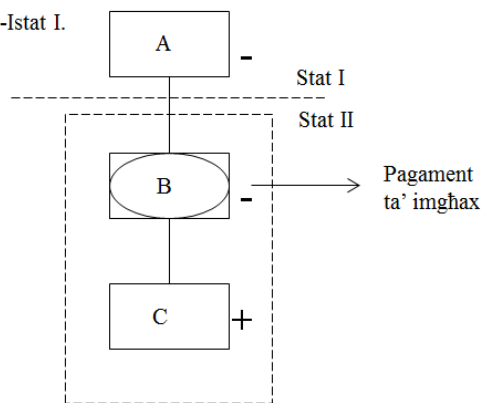 -Istat I.
A
-
Stat I
Stat II
B
-
Pagament
ta' imgħax
C
+